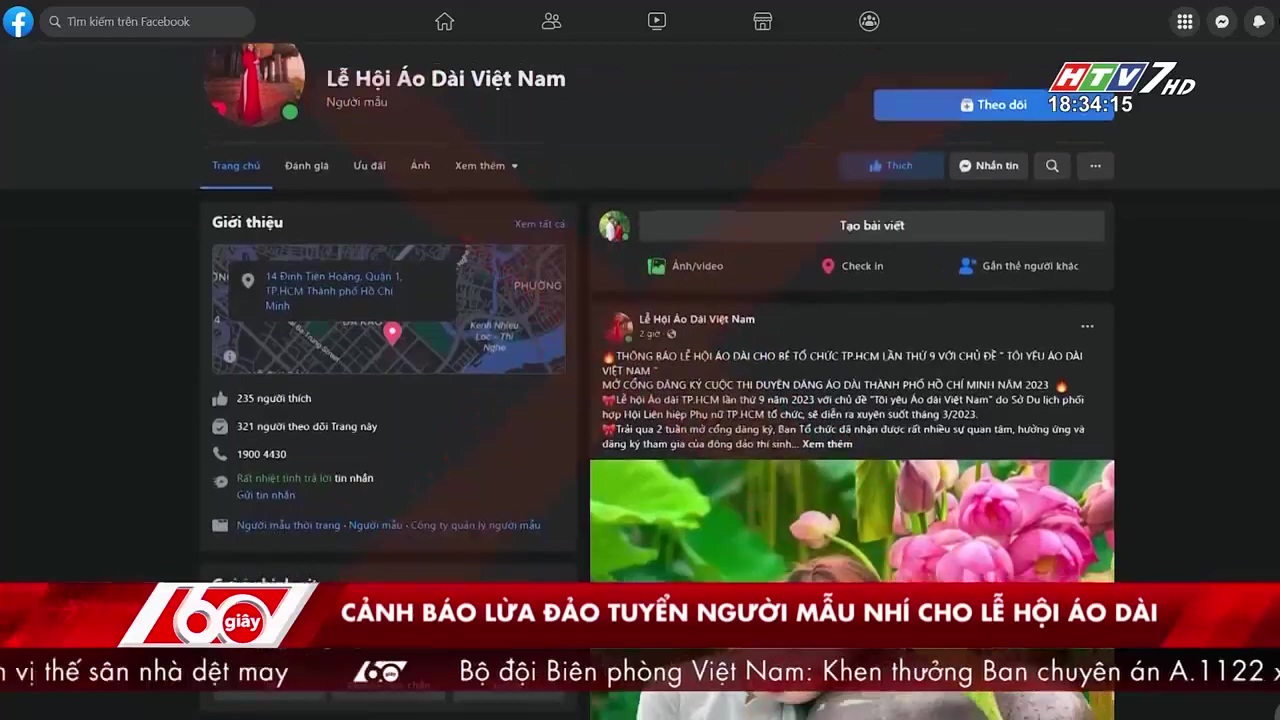 Tìm kiếm trên Facebook
Lễ Hội Áo Dài Việt Nam
Người mẫu
HTV7 HD
18:34:15
Theo dõi
Trang chủ
Đánh giá
Ưu đãi
Ảnh
Xem thêm
Thích
Nhắn tin
Giới thiệu
Xem tất cả
14 Đinh Tiên Hoàng, Quận 1,
TP.HCM Thành phố Hồ Chí
Minh
PHƯỜNG
ĐA KAO
Kenh Nhieu
Loc - Thi
Nghe
235 người thích
321 người theo dõi Trang này
1900 4430
Rất nhiệt tình trả lời tin nhắn
Gửi tin nhắn
Người mẫu thời trang · Người mẫu · Công ty quản lý người mẫu
Tạo bài viết
Ảnh/video
Check in
Gắn thẻ người khác
Lễ Hội Áo Dài Việt Nam
2 giờ ·
🔥THÔNG BÁO LỄ HỘI ÁO DÀI CHO BÉ TỔ CHỨC TP.HCM LẦN THỨ 9 VỚI CHỦ ĐỀ " TÔI YÊU ÁO DÀI
VIỆT NAM "
MỞ CỔNG ĐĂNG KÝ CUỘC THI DUYÊN DÁNG ÁO DÀI THÀNH PHỐ HỒ CHÍ MINH NĂM 2023 🔥
🎀Lễ hội Áo dài TP.HCM lần thứ 9 năm 2023 với chủ đề "Tôi yêu Áo dài Việt Nam" do Sở Du lịch phối
hợp Hội Liên hiệp Phụ nữ TP.HCM tổ chức, sẽ diễn ra xuyên suốt tháng 3/2023.
🎀Trải qua 2 tuần mở cổng đăng ký, Ban Tổ chức đã nhận được rất nhiều sự quan tâm, hưởng ứng và
đăng ký tham gia của đông đảo thí sinh... Xem thêm
60 giây
CẢNH BÁO LỪA ĐẢO TUYỂN NGƯỜI MẪU NHÍ CHO LỄ HỘI ÁO DÀI
vị thế sân nhà dệt may
60 giây
Bộ đội Biên phòng Việt Nam: Khen thưởng Ban chuyên án A.1122